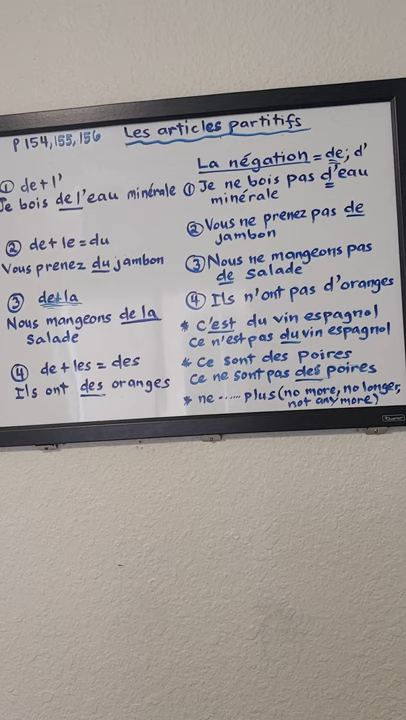 p 154, 155, 156
Les articles partitifs
① de + l'
Je bois de l'eau minérale
② de + le = du
Vous prenez du jambon
③ de + la
Nous mangeons de la
salade
④ de + les = des
Ils ont des oranges
La négation = de; d'
① Je ne bois pas d'eau
minérale
② Vous ne prenez pas de
jambon
③ Nous ne mangeons pas
de salade
④ Ils n'ont pas d'oranges
* c'est du vin espagnol
ce n'est pas du vin espagnol
* ce sont des poires
ce ne sont pas des poires
* ne ...... plus (no more, no longer,
not any more)